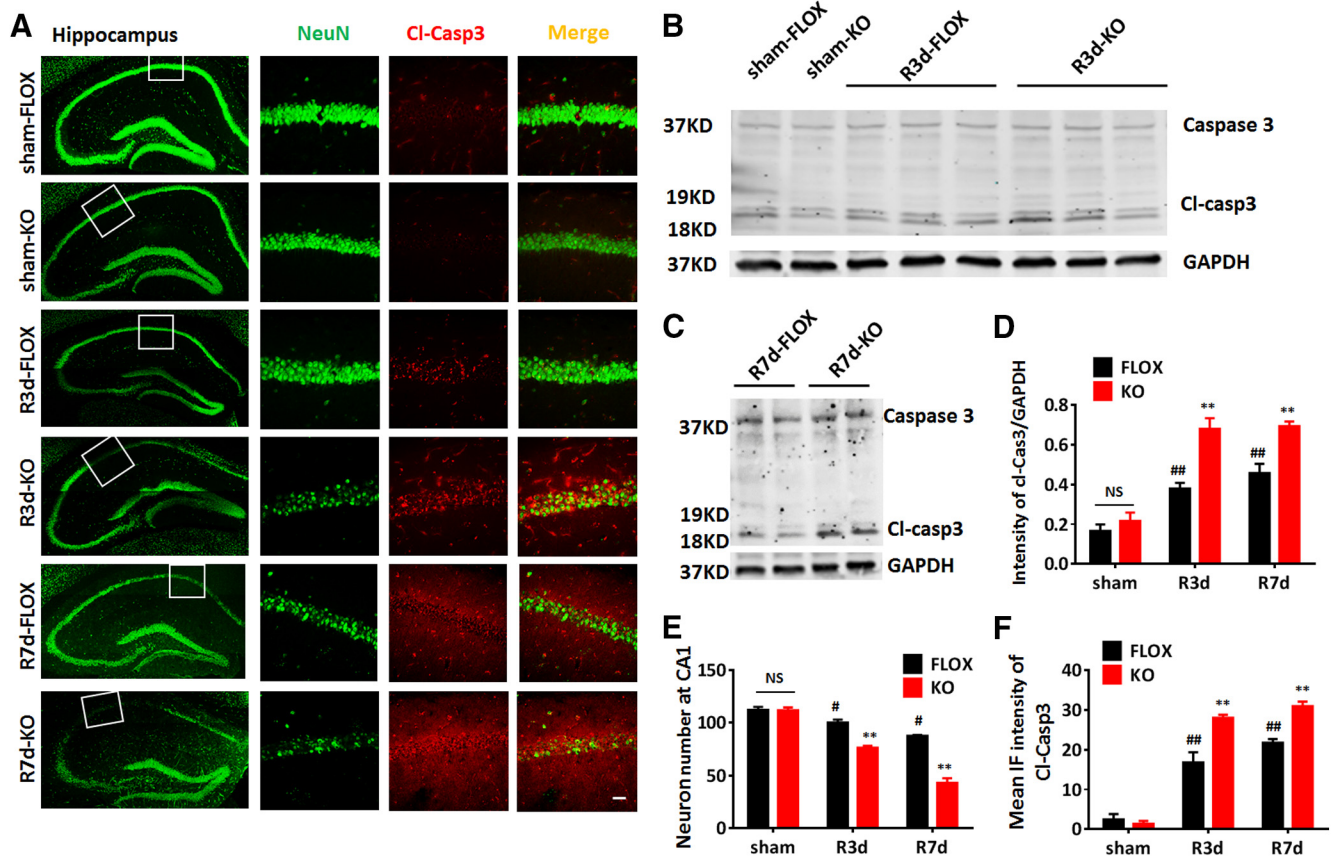 A
Hippocampus
NeuN
Cl-Casp3
Merge
sham-FLOX
sham-KO
R3d-FLOX
R3d-KO
R7d-FLOX
R7d-KO
B
sham-FLOX
sham-KO
R3d-FLOX
R3d-KO
37KD
Caspase 3
19KD
Cl-casp3
18KD
37KD
GAPDH
C
R7d-FLOX
R7d-KO
Caspase 3
37KD
19KD
Cl-casp3
18KD
37KD
GAPDH
D
FLOX
KO
Intensity of cl-Cas3/GAPDH
0.8
0.6
0.4
0.2
0.0
NS
##
**
##
**
sham
R3d
R7d
E
FLOX
KO
Neuron number at CA1
150
100
50
0
NS
#
**
#
**
sham
R3d
R7d
F
FLOX
KO
Mean IF intensity of
Cl-Casp3
40
30
20
10
0
##
**
##
**
sham
R3d
R7d